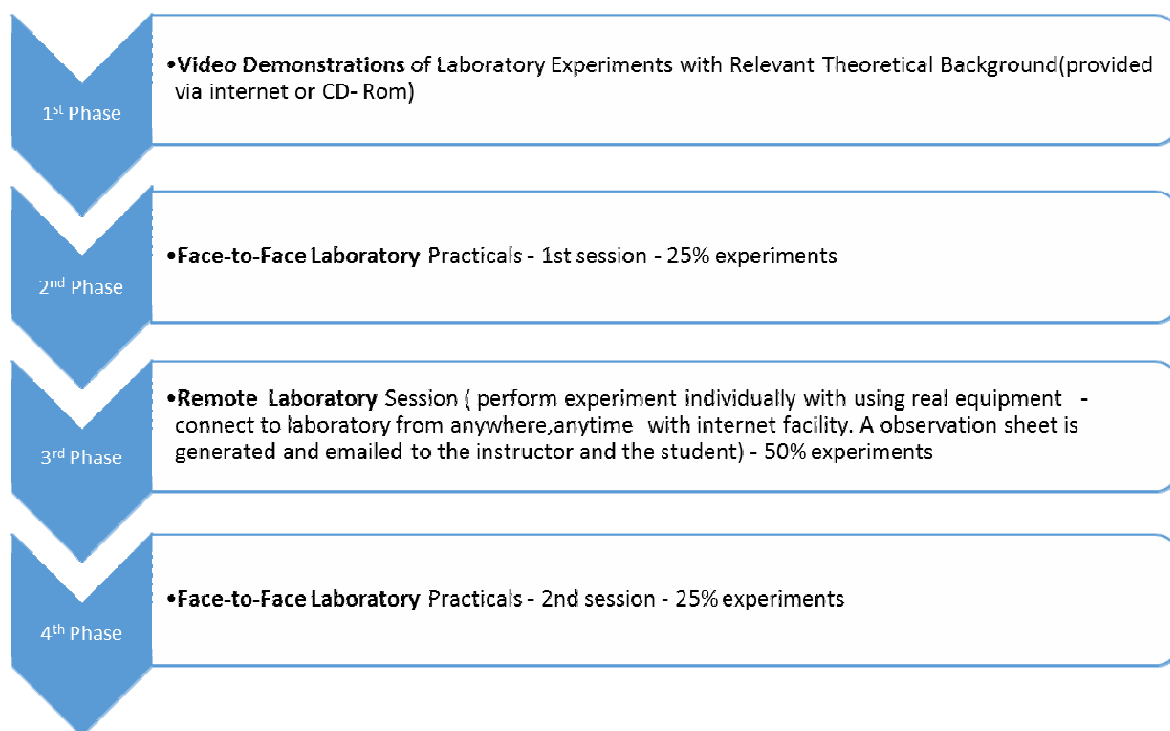 •Video Demonstrations of Laboratory Experiments with Relevant Theoretical Background(provided
via internet or CD- Rom)
1st Phase
•Face-to-Face Laboratory Practicals - 1st session - 25% experiments
2nd Phase
•Remote Laboratory Session ( perform experiment individually with using real equipment -
connect to laboratory from anywhere,anytime with internet facility. A observation sheet is
generated and emailed to the instructor and the student) - 50% experiments
3rd Phase
•Face-to-Face Laboratory Practicals - 2nd session - 25% experiments
4th Phase